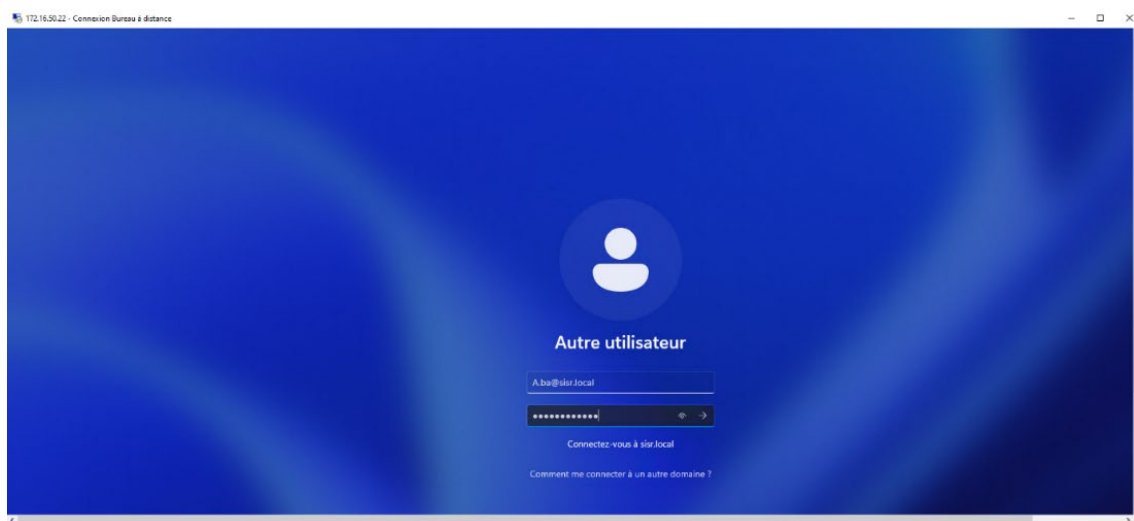 172.16.50.22 - Connexion Bureau à distance
Autre utilisateur
A.ba@sisr.local
Connectez-vous à sisr.local
Comment me connecter à un autre domaine ?